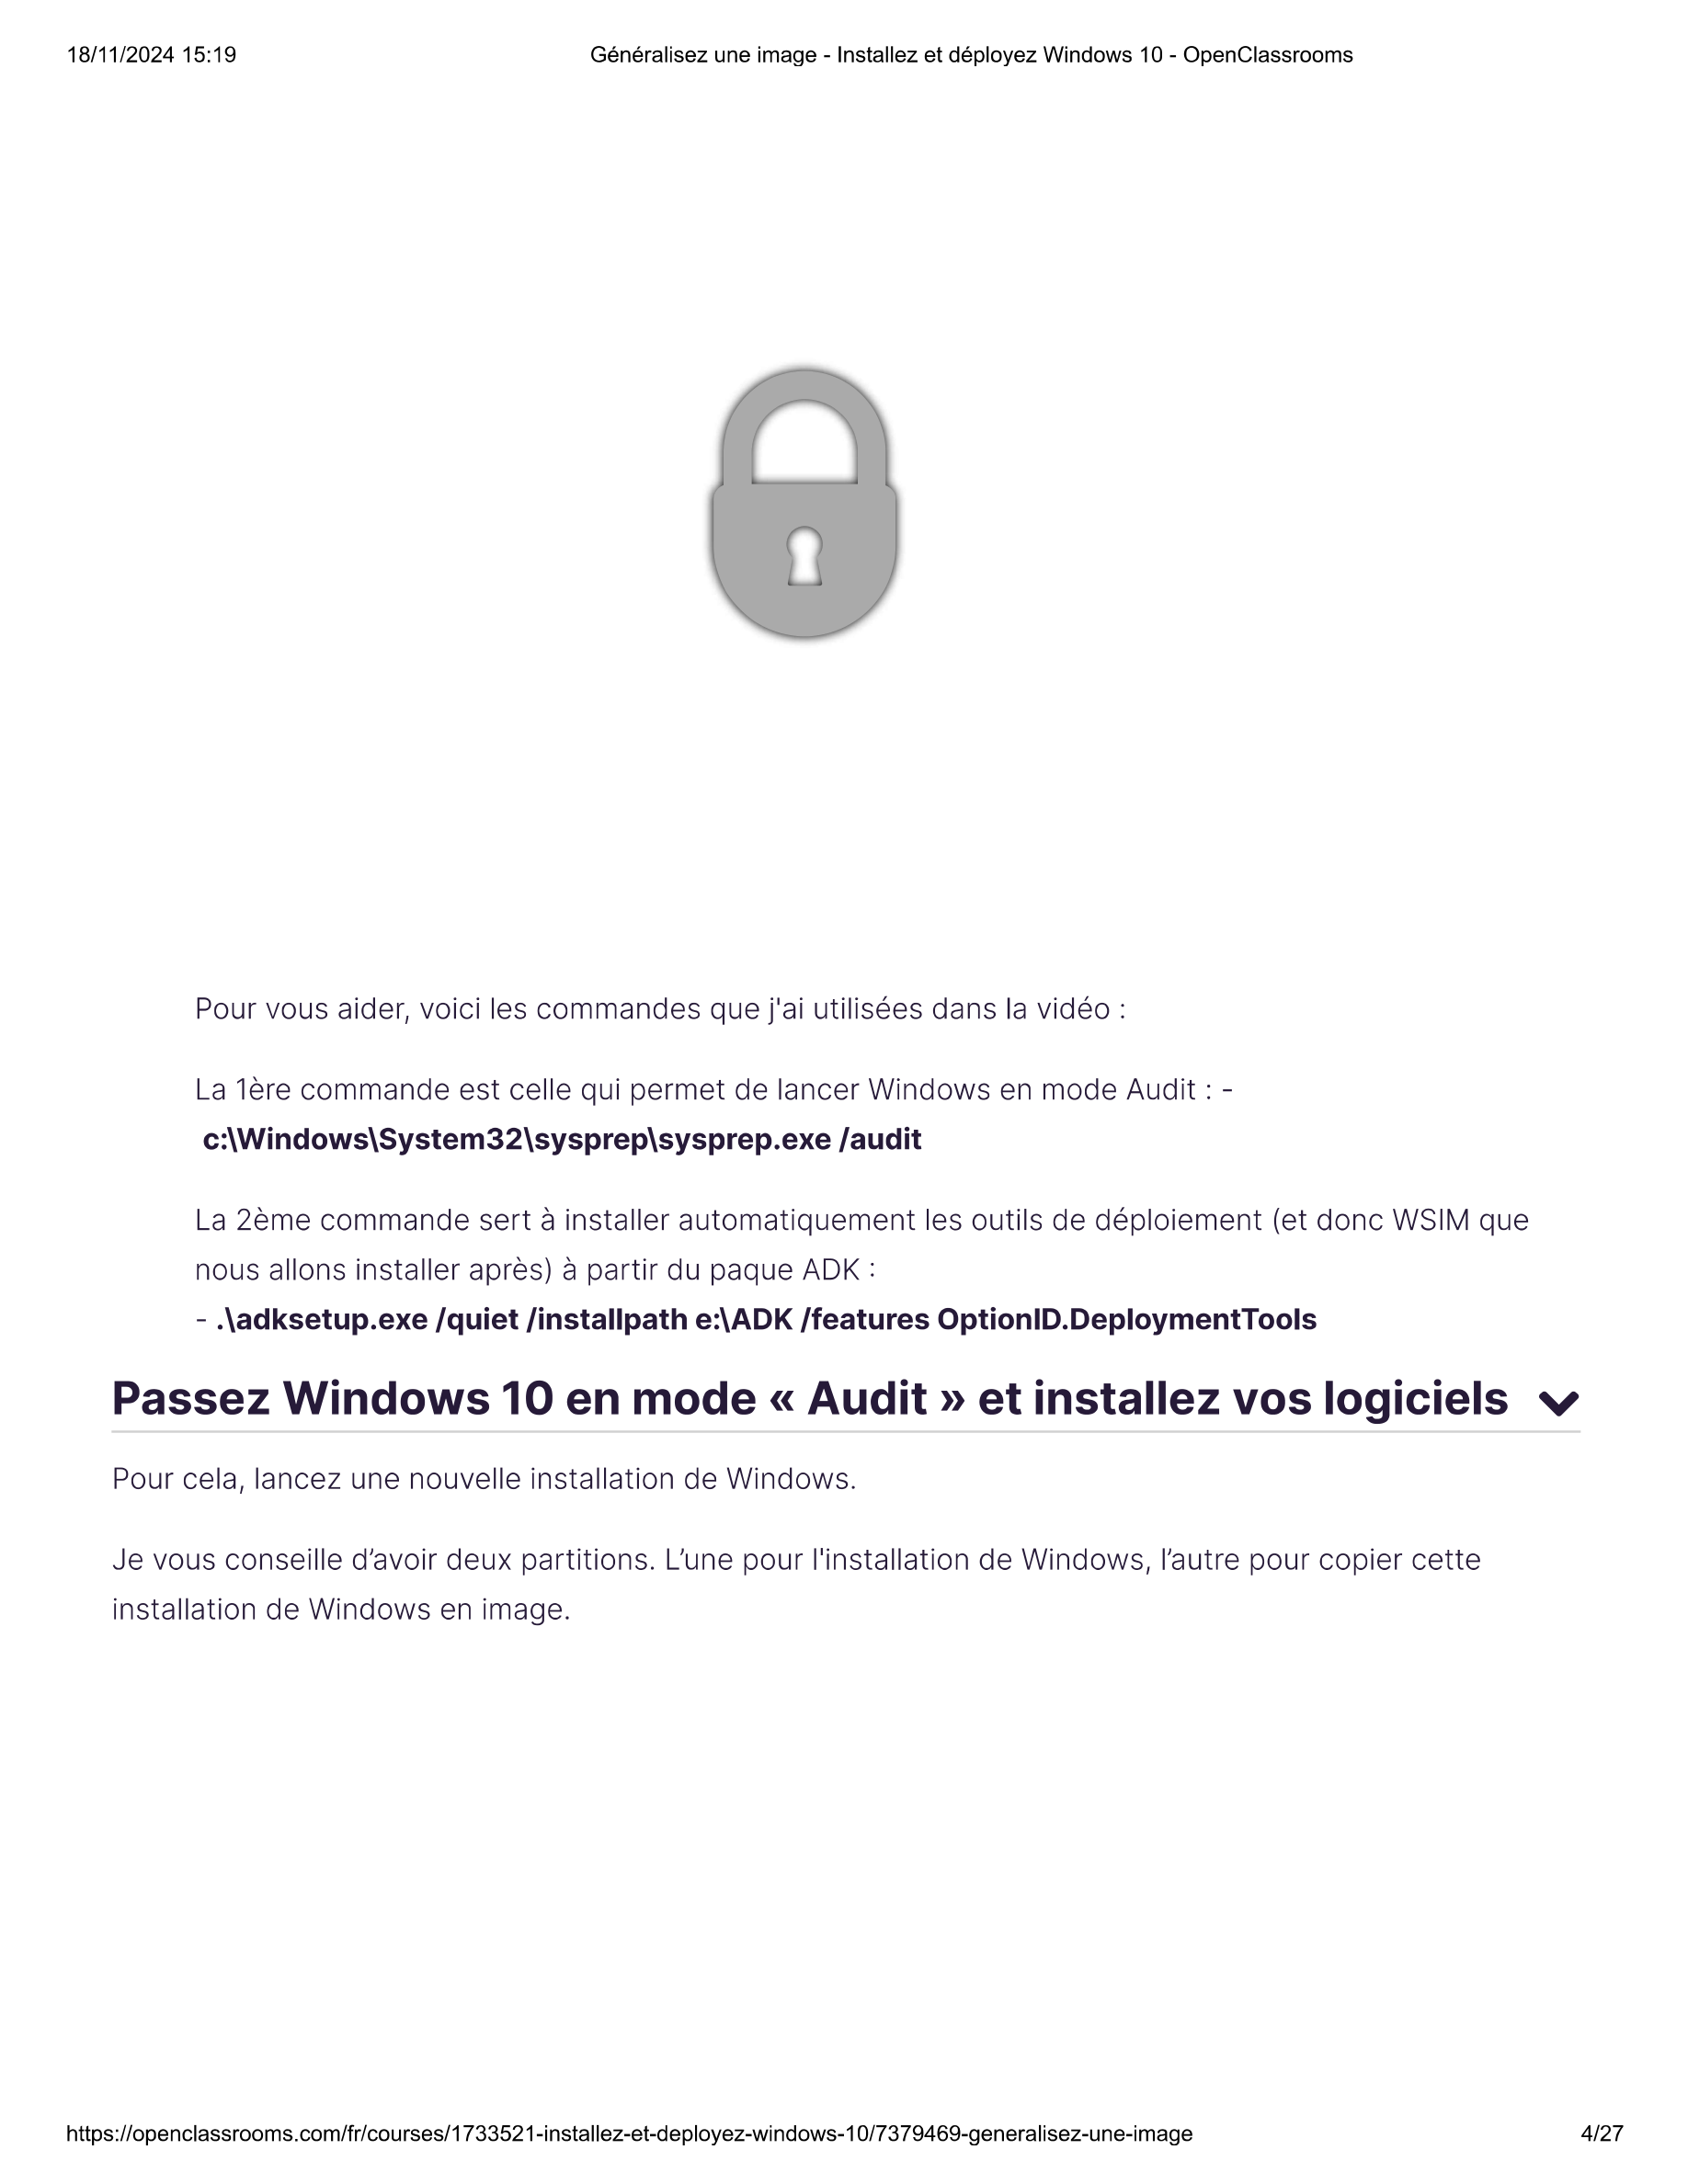 18/11/2024 15:19
Généralisez une image - Installez et déployez Windows 10 - OpenClassrooms
Pour vous aider, voici les commandes que j'ai utilisées dans la vidéo :
La 1ère commande est celle qui permet de lancer Windows en mode Audit : -
c:\Windows\System32\sysprep\sysprep.exe /audit
La 2ème commande sert à installer automatiquement les outils de déploiement (et donc WSIM que
nous allons installer après) à partir du paque ADK :
- .\adksetup.exe /quiet /installpath e:\ADK /features OptionID.DeploymentTools
Passez Windows 10 en mode « Audit » et installez vos logiciels
Pour cela, lancez une nouvelle installation de Windows.
Je vous conseille d’avoir deux partitions. L’une pour l'installation de Windows, l’autre pour copier cette
installation de Windows en image.
https://openclassrooms.com/fr/courses/1733521-installez-et-deployez-windows-10/7379469-generalisez-une-image
4/27